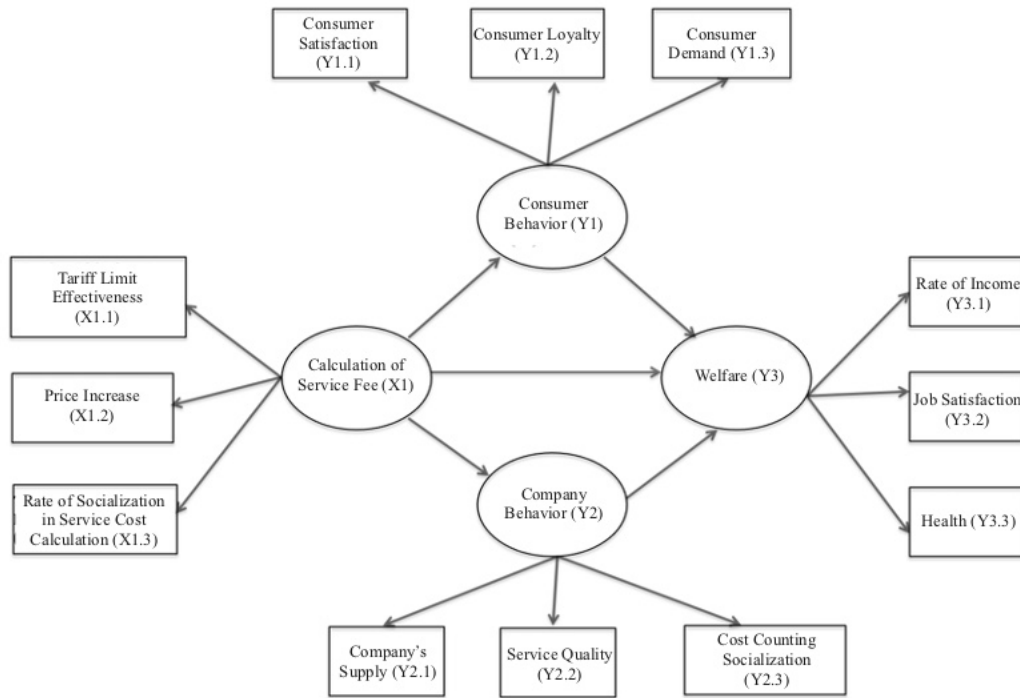 Consumer
Satisfaction
(Y1.1)
Consumer Loyalty
(Y1.2)
Consumer
Demand (Y1.3)
Consumer
Behavior (Y1)
Tariff Limit
Effectiveness
(X1.1)
Price Increase
(X1.2)
Rate of Socialization
in Service Cost
Calculation (X1.3)
Calculation of
Service Fee (X1)
Welfare (Y3)
Rate of Income
(Y3.1)
Job Satisfaction
(Y3.2)
Health (Y3.3)
Company
Behavior (Y2)
Company's
Supply (Y2.1)
Service Quality
(Y2.2)
Cost Counting
Socialization
(Y2.3)